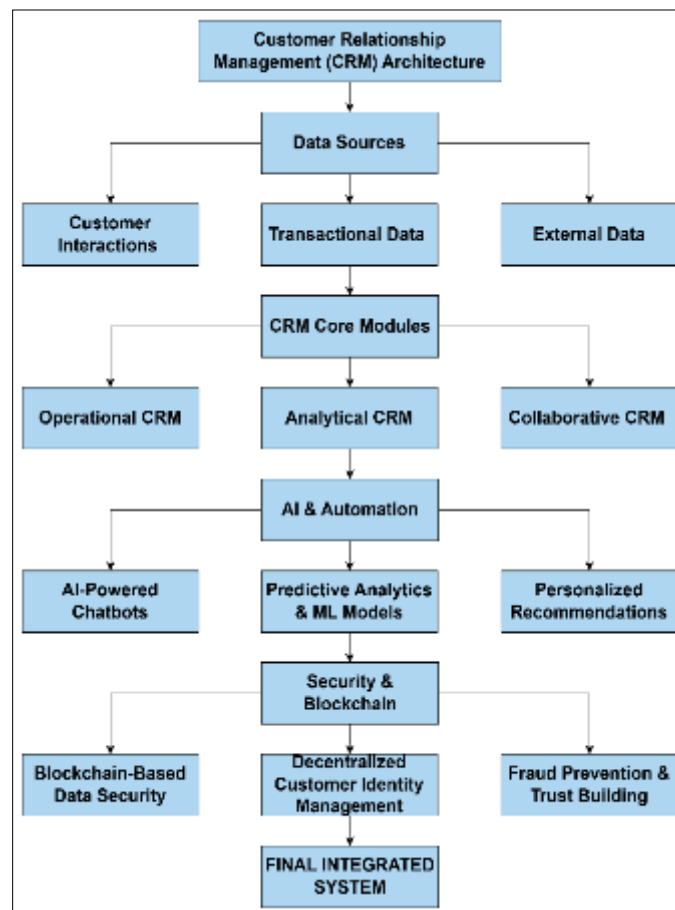 Customer Relationship
Management (CRM) Architecture
Data Sources
Customer
Interactions
Transactional Data
External Data
CRM Core Modules
Operational CRM
Analytical CRM
Collaborative CRM
AI & Automation
AI-Powered
Chatbots
Predictive Analytics
& ML Models
Personalized
Recommendations
Security &
Blockchain
Blockchain-Based
Data Security
Decentralized
Customer Identity
Management
Fraud Prevention &
Trust Building
FINAL INTEGRATED
SYSTEM